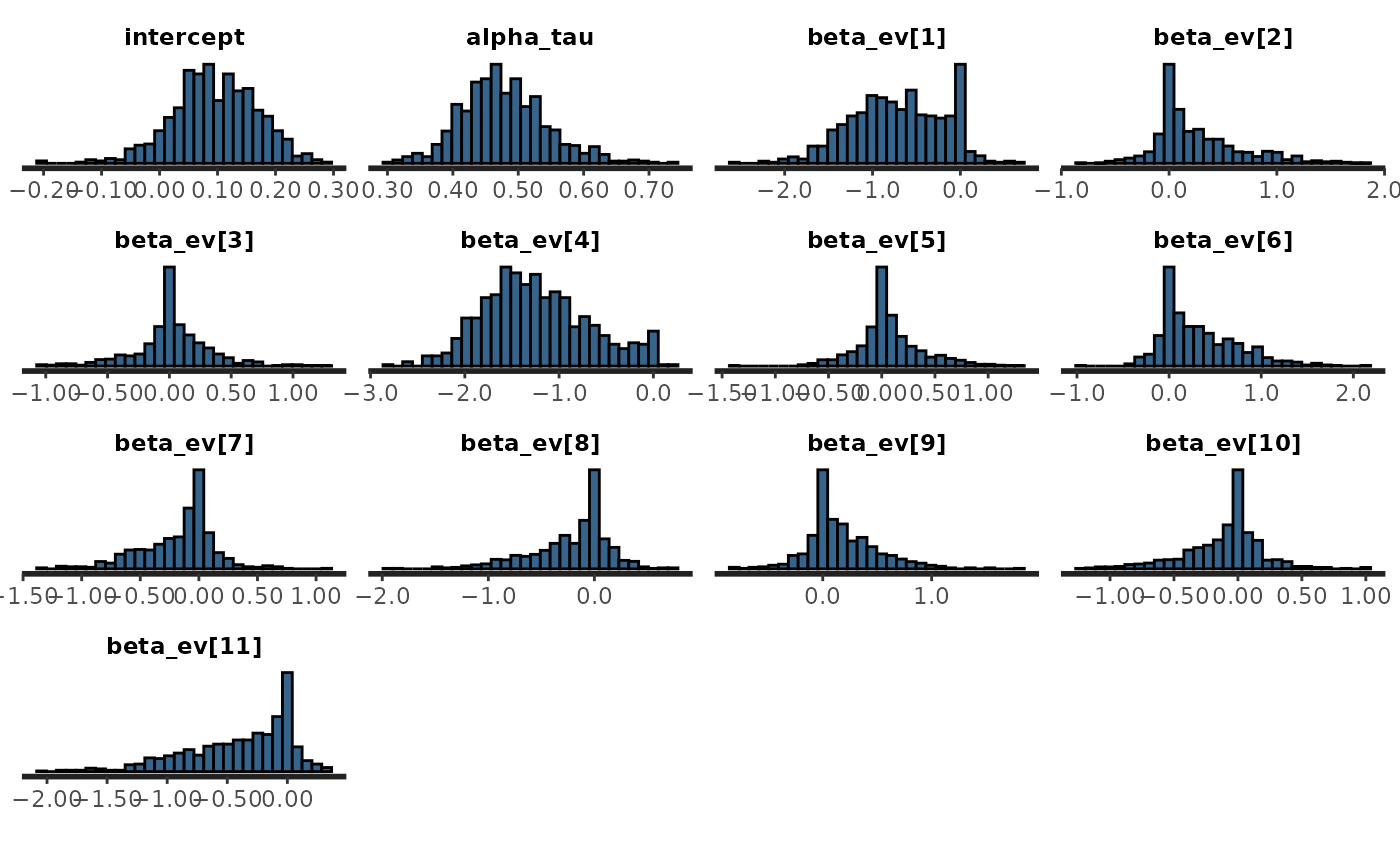 intercept alpha_tau beta_ev[1] beta_ev[2]
−0.20 −0.10 0.00 0.10 0.20 0.30 0.30 0.40 0.50 0.60 0.70 −2.0 −1.0 0.0 −1.0 0.0 1.0 2.0
beta_ev[3] beta_ev[4] beta_ev[5] beta_ev[6]
−1.00 −0.50 0.00 0.50 1.00 −3.0 −2.0 −1.0 0.0 −1.50 −1.00 −0.50 0.00 0.50 1.00 −1.0 0.0 1.0 2.0
beta_ev[7] beta_ev[8] beta_ev[9] beta_ev[10]
−1.50 −1.00 −0.50 0.00 0.50 1.00 −2.0 −1.0 0.0 0.0 1.0 −1.00 −0.50 0.00 0.50 1.00
beta_ev[11]
−2.00 −1.50 −1.00 −0.50 0.00